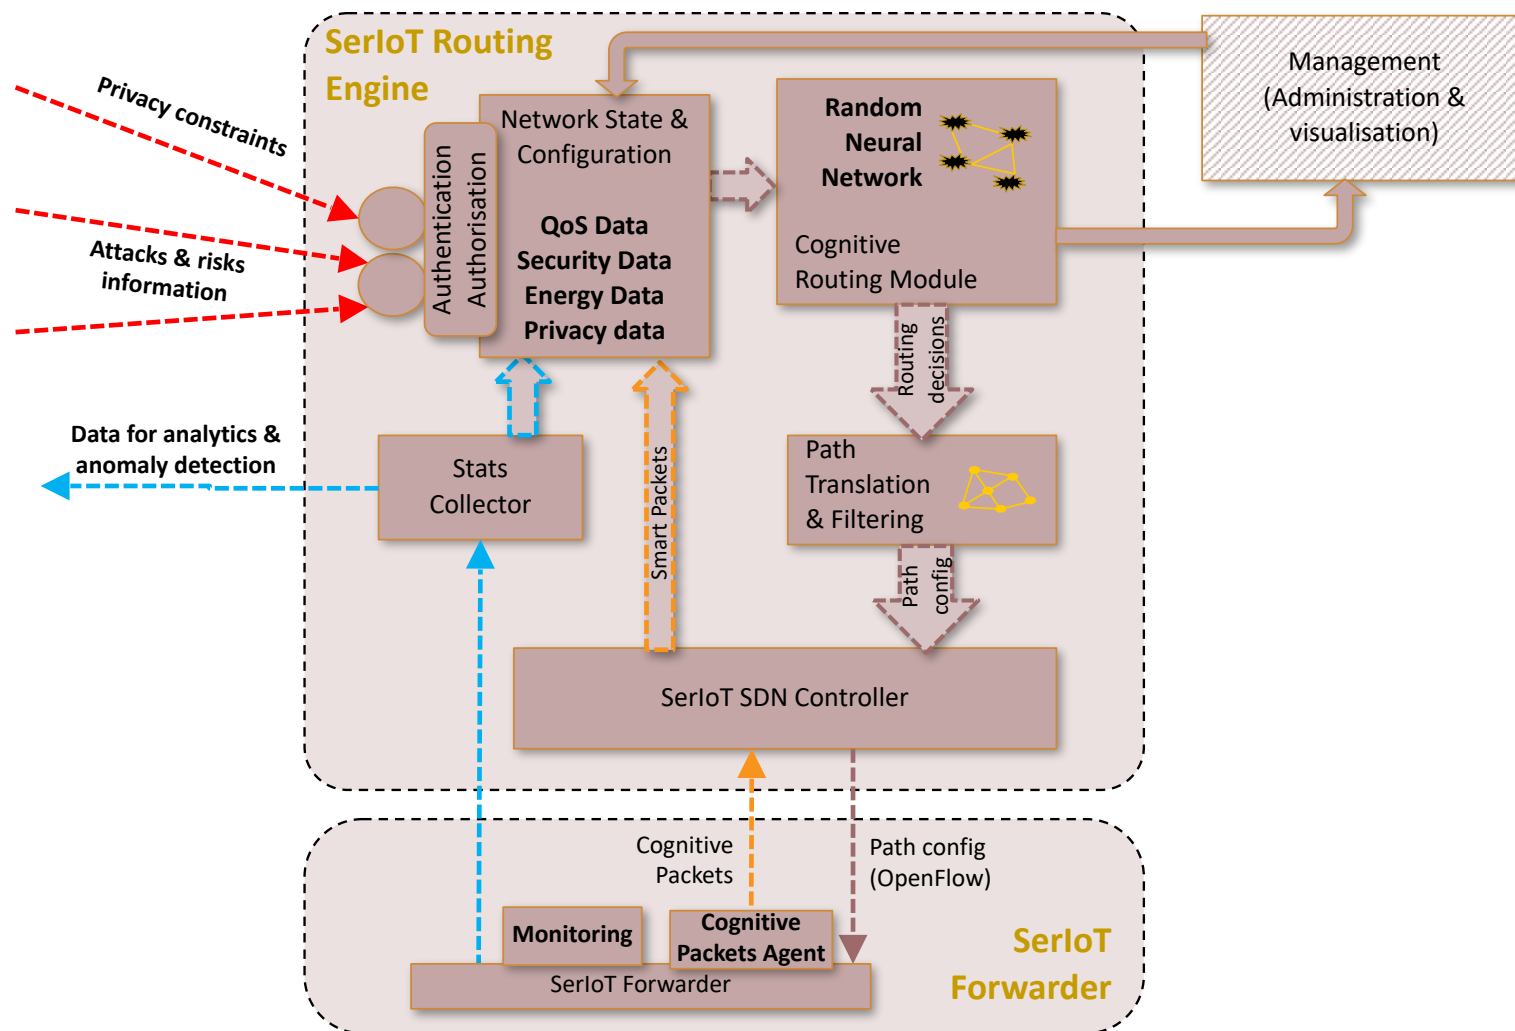 SerIoT Routing
Engine
Management
(Administration &
visualisation)
Privacy constraints
Attacks & risks
information
Authentication
Authorisation
Network State &
Configuration
QoS Data
Security Data
Energy Data
Privacy data
Random
Neural
Network
Cognitive
Routing Module
Routing
decisions
Data for analytics &
anomaly detection
Stats
Collector
Smart Packets
Path
Translation
& Filtering
Path
config
SerIoT SDN Controller
Cognitive
Packets
Path config
(OpenFlow)
Monitoring
Cognitive
Packets Agent
SerIoT Forwarder
SerIoT
Forwarder